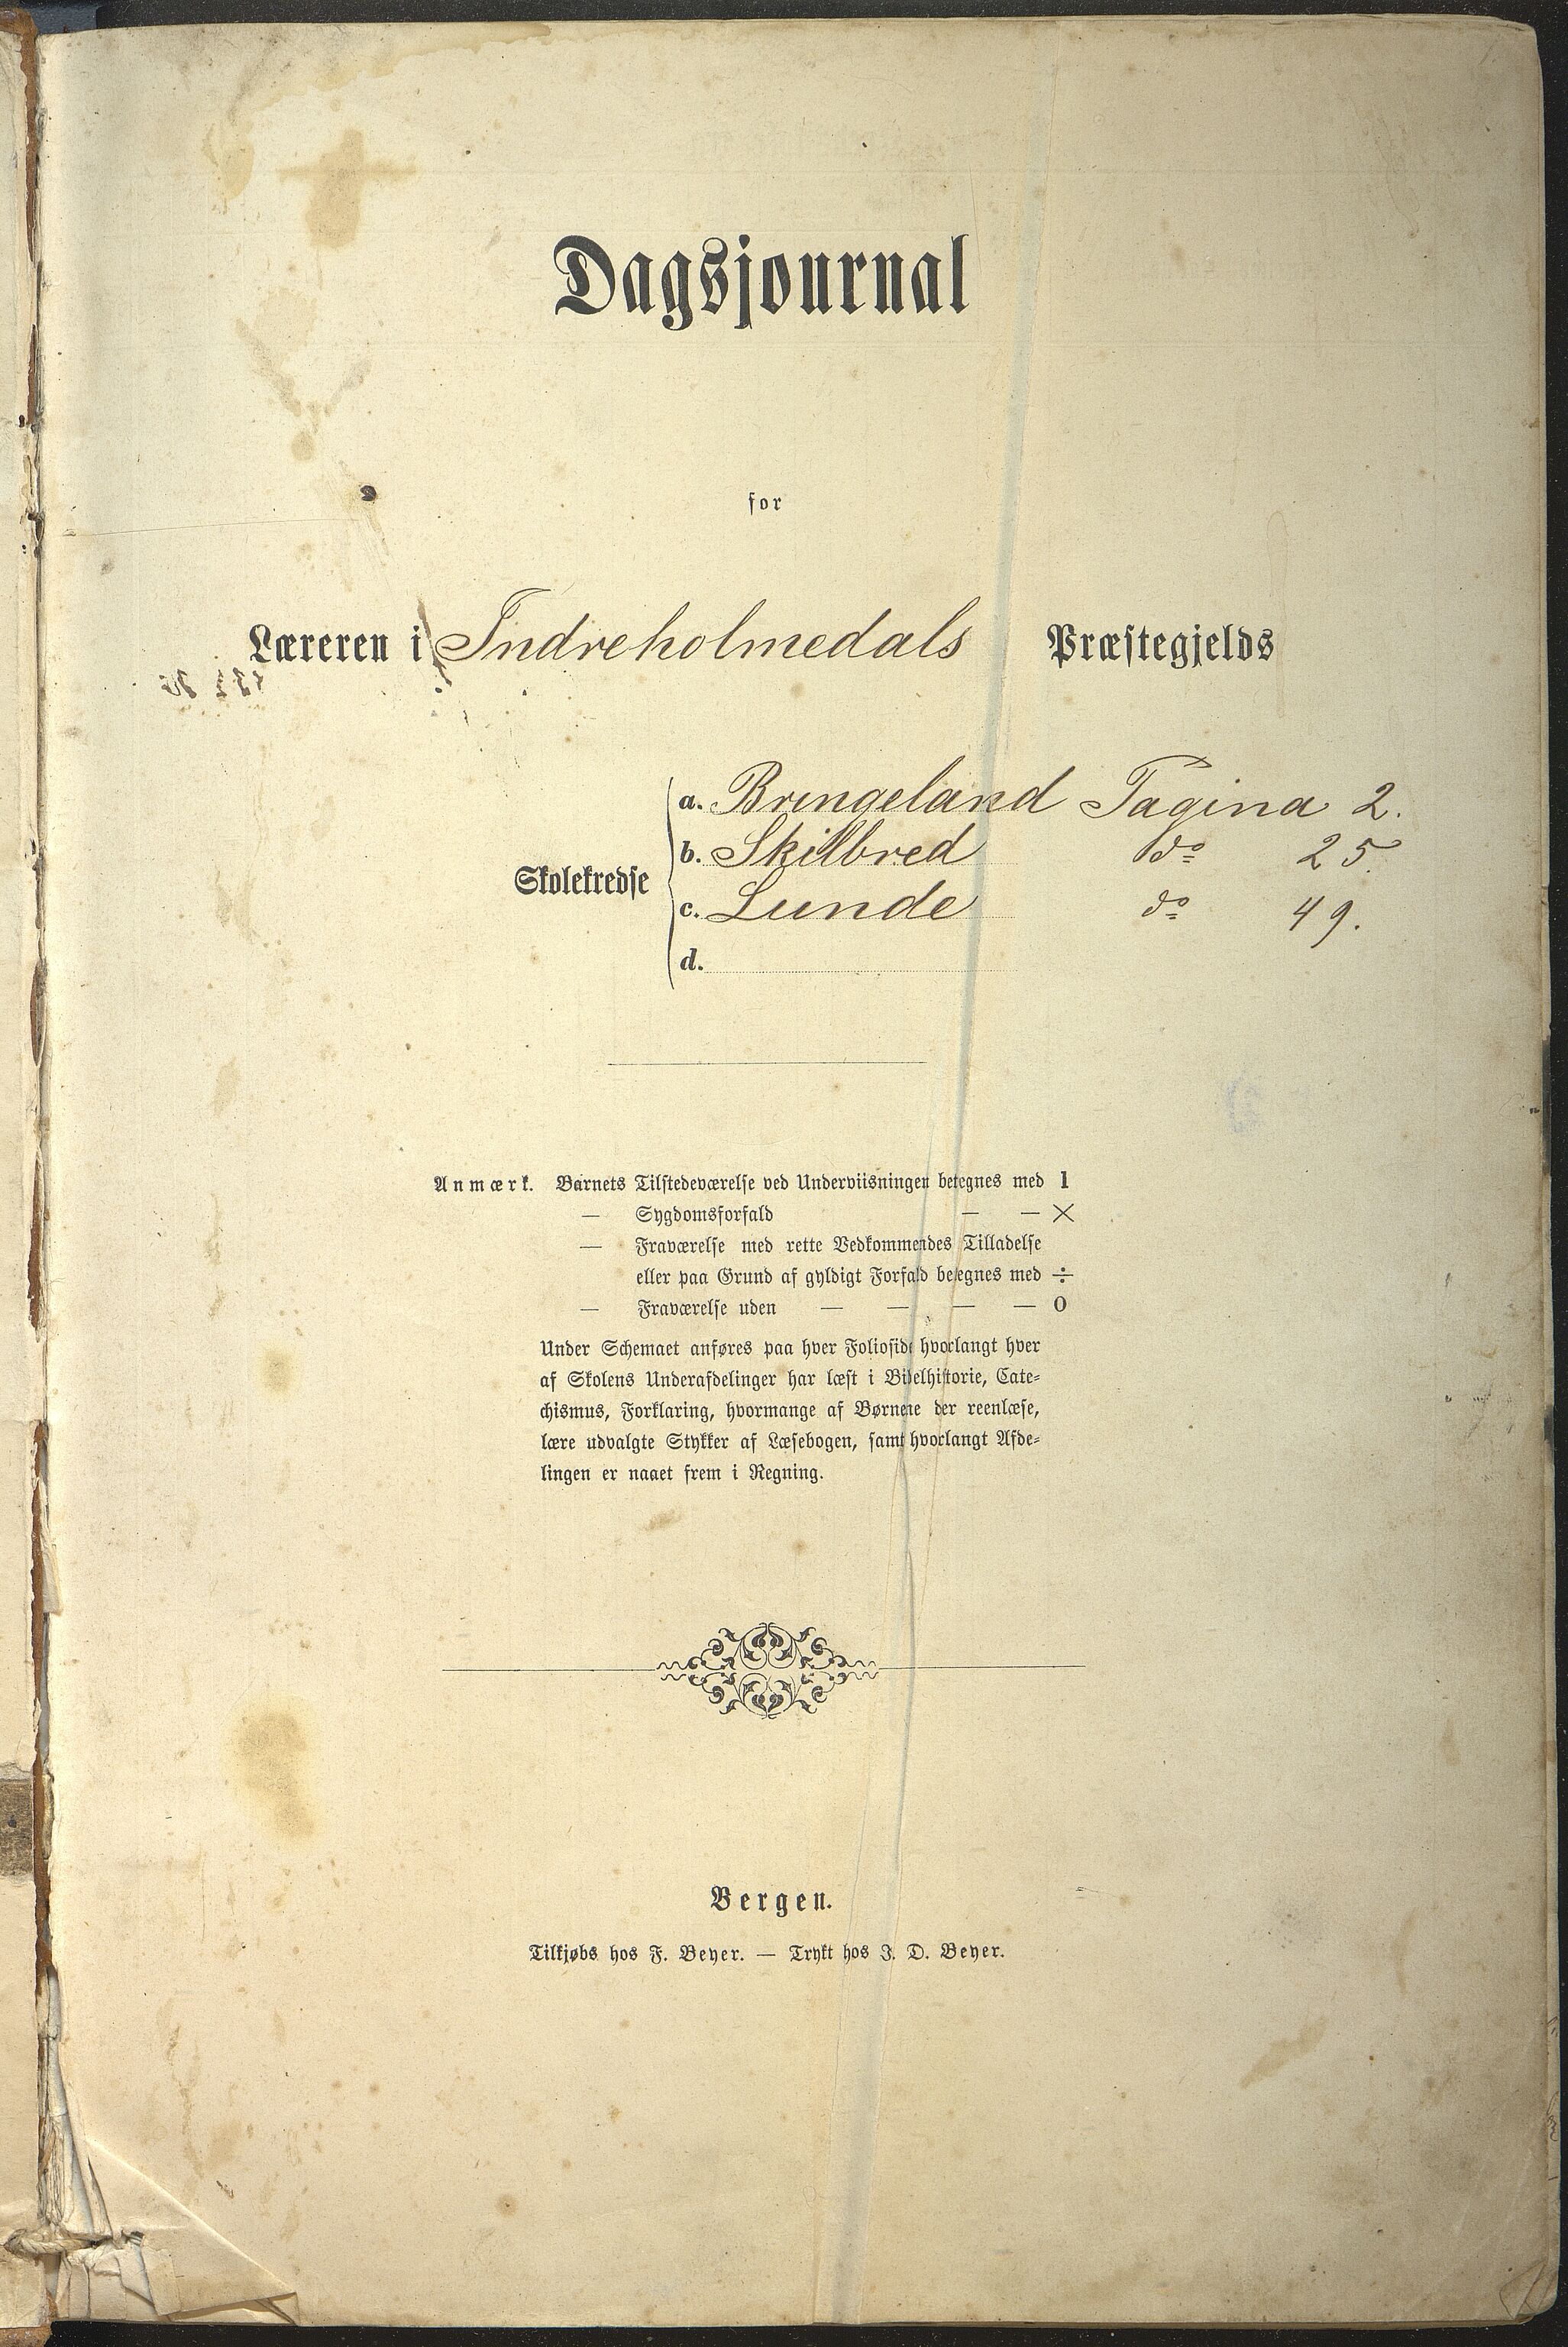 Dagsjournal
for
Læreren i Indreholmedals Præstegjelds
Skolekredse
a. Bringeland Pagina 2.
b. Skilbred do 25.
c. Lunde do 49.
d.
Anmærk. Barnets Tilstedeværelse ved Underviisningen betegnes med 1
— Sygdomsforfald — — ×
— Fraværelse med rette Vedkommendes Tilladelse
eller paa Grund af gyldigt Forfald betegnes med ÷
— Fraværelse uden — — — — 0
Under Schemaet anføres paa hver Folioside hvorlangt hver
af Skolens Underafdelinger har læst i Bibelhistorie, Cate-
chismus, Forklaring, hvormange af Børnene der reenlæse,
lære udvalgte Stykker af Læsebogen, samt hvorlangt Afde-
lingen er naaet frem i Regning.
Bergen.
Tilkjøbs hos F. Beyer. — Trykt hos J. D. Beyer.